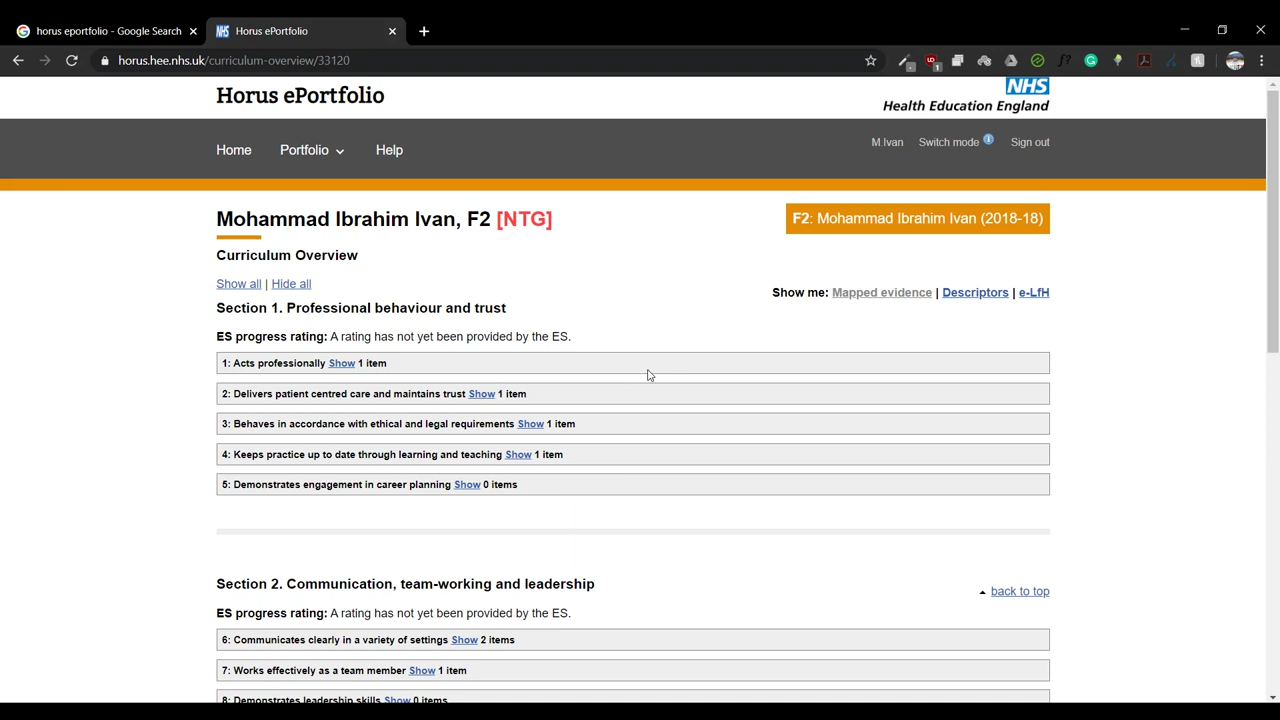 horus eportfolio - Google Search
Horus ePortfolio
horus.hee.nhs.uk/curriculum-overview/33120
Horus ePortfolio
NHS
Health Education England
Home
Portfolio
Help
M Ivan
Switch mode
Sign out
Mohammad Ibrahim Ivan, F2 [NTG]
F2: Mohammad Ibrahim Ivan (2018-18)
Curriculum Overview
Show all | Hide all
Show me: Mapped evidence | Descriptors | e-LfH
Section 1. Professional behaviour and trust
ES progress rating: A rating has not yet been provided by the ES.
1: Acts professionally Show 1 item
2: Delivers patient centred care and maintains trust Show 1 item
3: Behaves in accordance with ethical and legal requirements Show 1 item
4: Keeps practice up to date through learning and teaching Show 1 item
5: Demonstrates engagement in career planning Show 0 items
Section 2. Communication, team-working and leadership
back to top
ES progress rating: A rating has not yet been provided by the ES.
6: Communicates clearly in a variety of settings Show 2 items
7: Works effectively as a team member Show 1 item
8: Demonstrates leadership skills Show 0 items